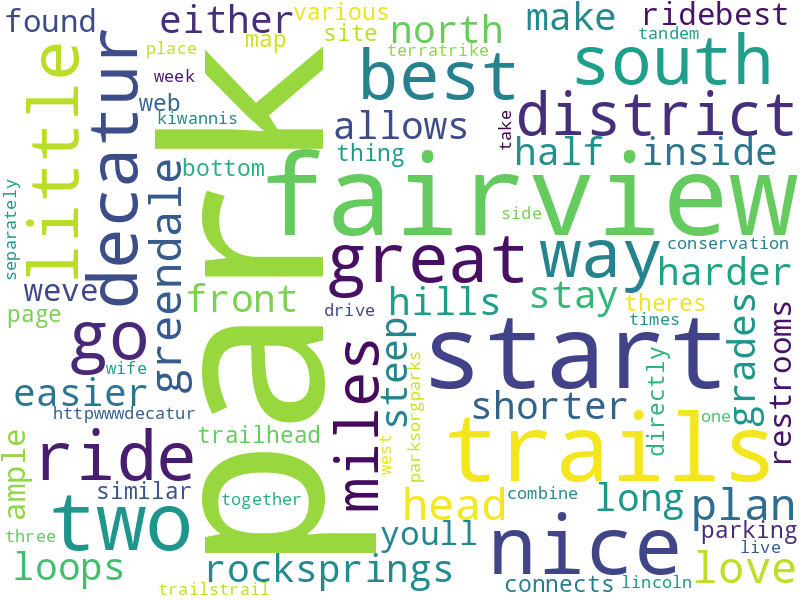 found
either
various
site
make
ridebest
place
map
north
tandem
terratrike
little
decatur
park
best
south
week
web
kiwannis
allows
take
district
bottom
thing
half
inside
separately
greendale
fairview
side
weve
front
great
way
conservation
harder
page
go
drive
hills
stay
theres
times
wife
miles
steep
start
grades
restrooms
easier
httpwwwdecatur
shorter
directly
one
ample
ride
trailhead
west
parksorgparks
trails
similar
together
head
combine
long
plan
three
two
youll
nice
parking
live
loops
rocksprings
love
trailstrail
connects
lincoln